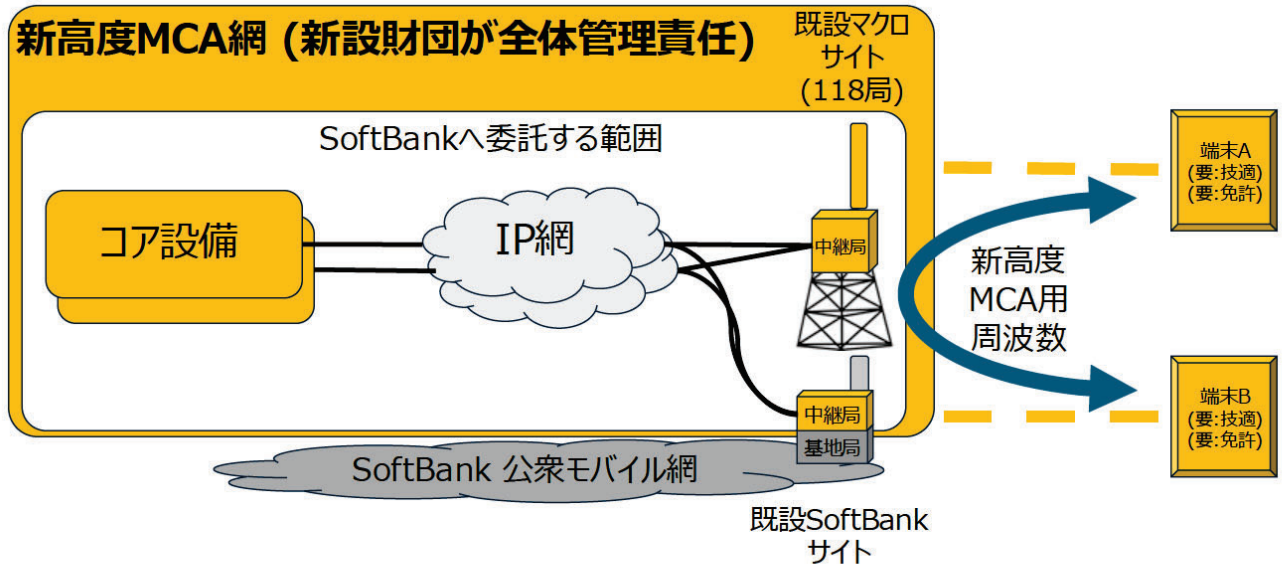 新高度MCA網 (新設財団が全体管理責任)
既設マクロ
サイト
(118局)
SoftBankへ委託する範囲
コア設備
IP網
中継局
中継局
基地局
SoftBank 公衆モバイル網
既設SoftBank
サイト
新高度
MCA用
周波数
端末A
(要:技適)
(要:免許)
端末B
(要:技適)
(要:免許)